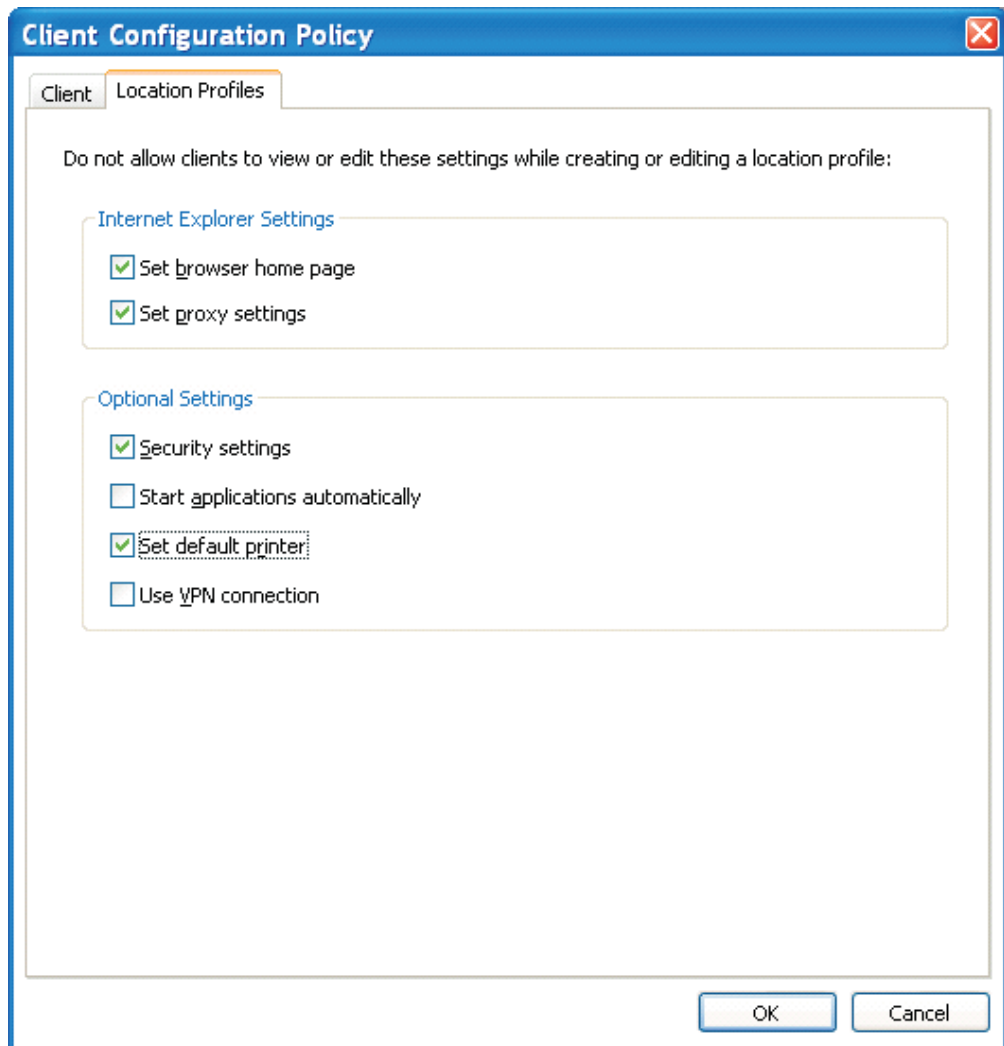 Client Configuration Policy
Client
Location Profiles
Do not allow clients to view or edit these settings while creating or editing a location profile:
Internet Explorer Settings
Set browser home page
Set proxy settings
Optional Settings
Security settings
Start applications automatically
Set default printer
Use VPN connection
OK
Cancel